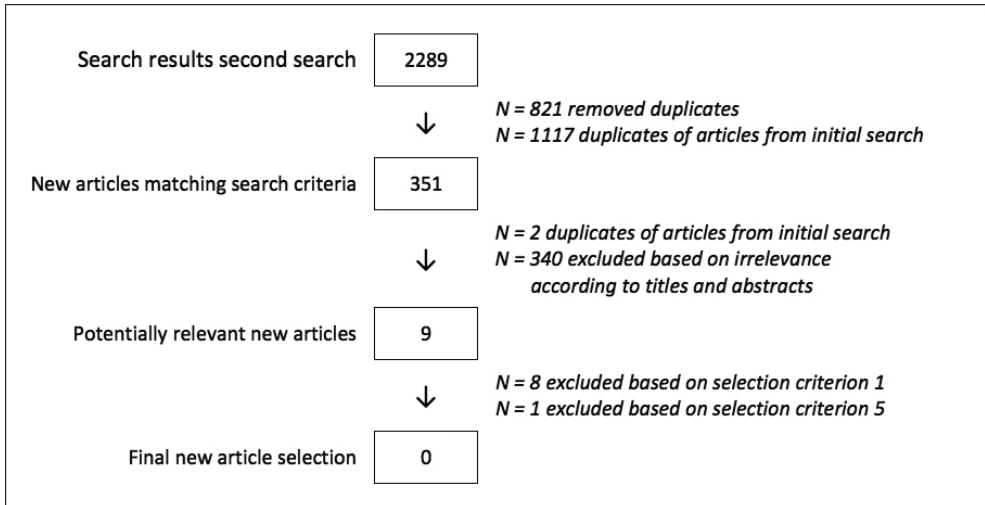 Search results second search
2289
N = 821 removed duplicates
N = 1117 duplicates of articles from initial search
New articles matching search criteria
351
N = 2 duplicates of articles from initial search
N = 340 excluded based on irrelevance
according to titles and abstracts
Potentially relevant new articles
9
N = 8 excluded based on selection criterion 1
N = 1 excluded based on selection criterion 5
Final new article selection
0